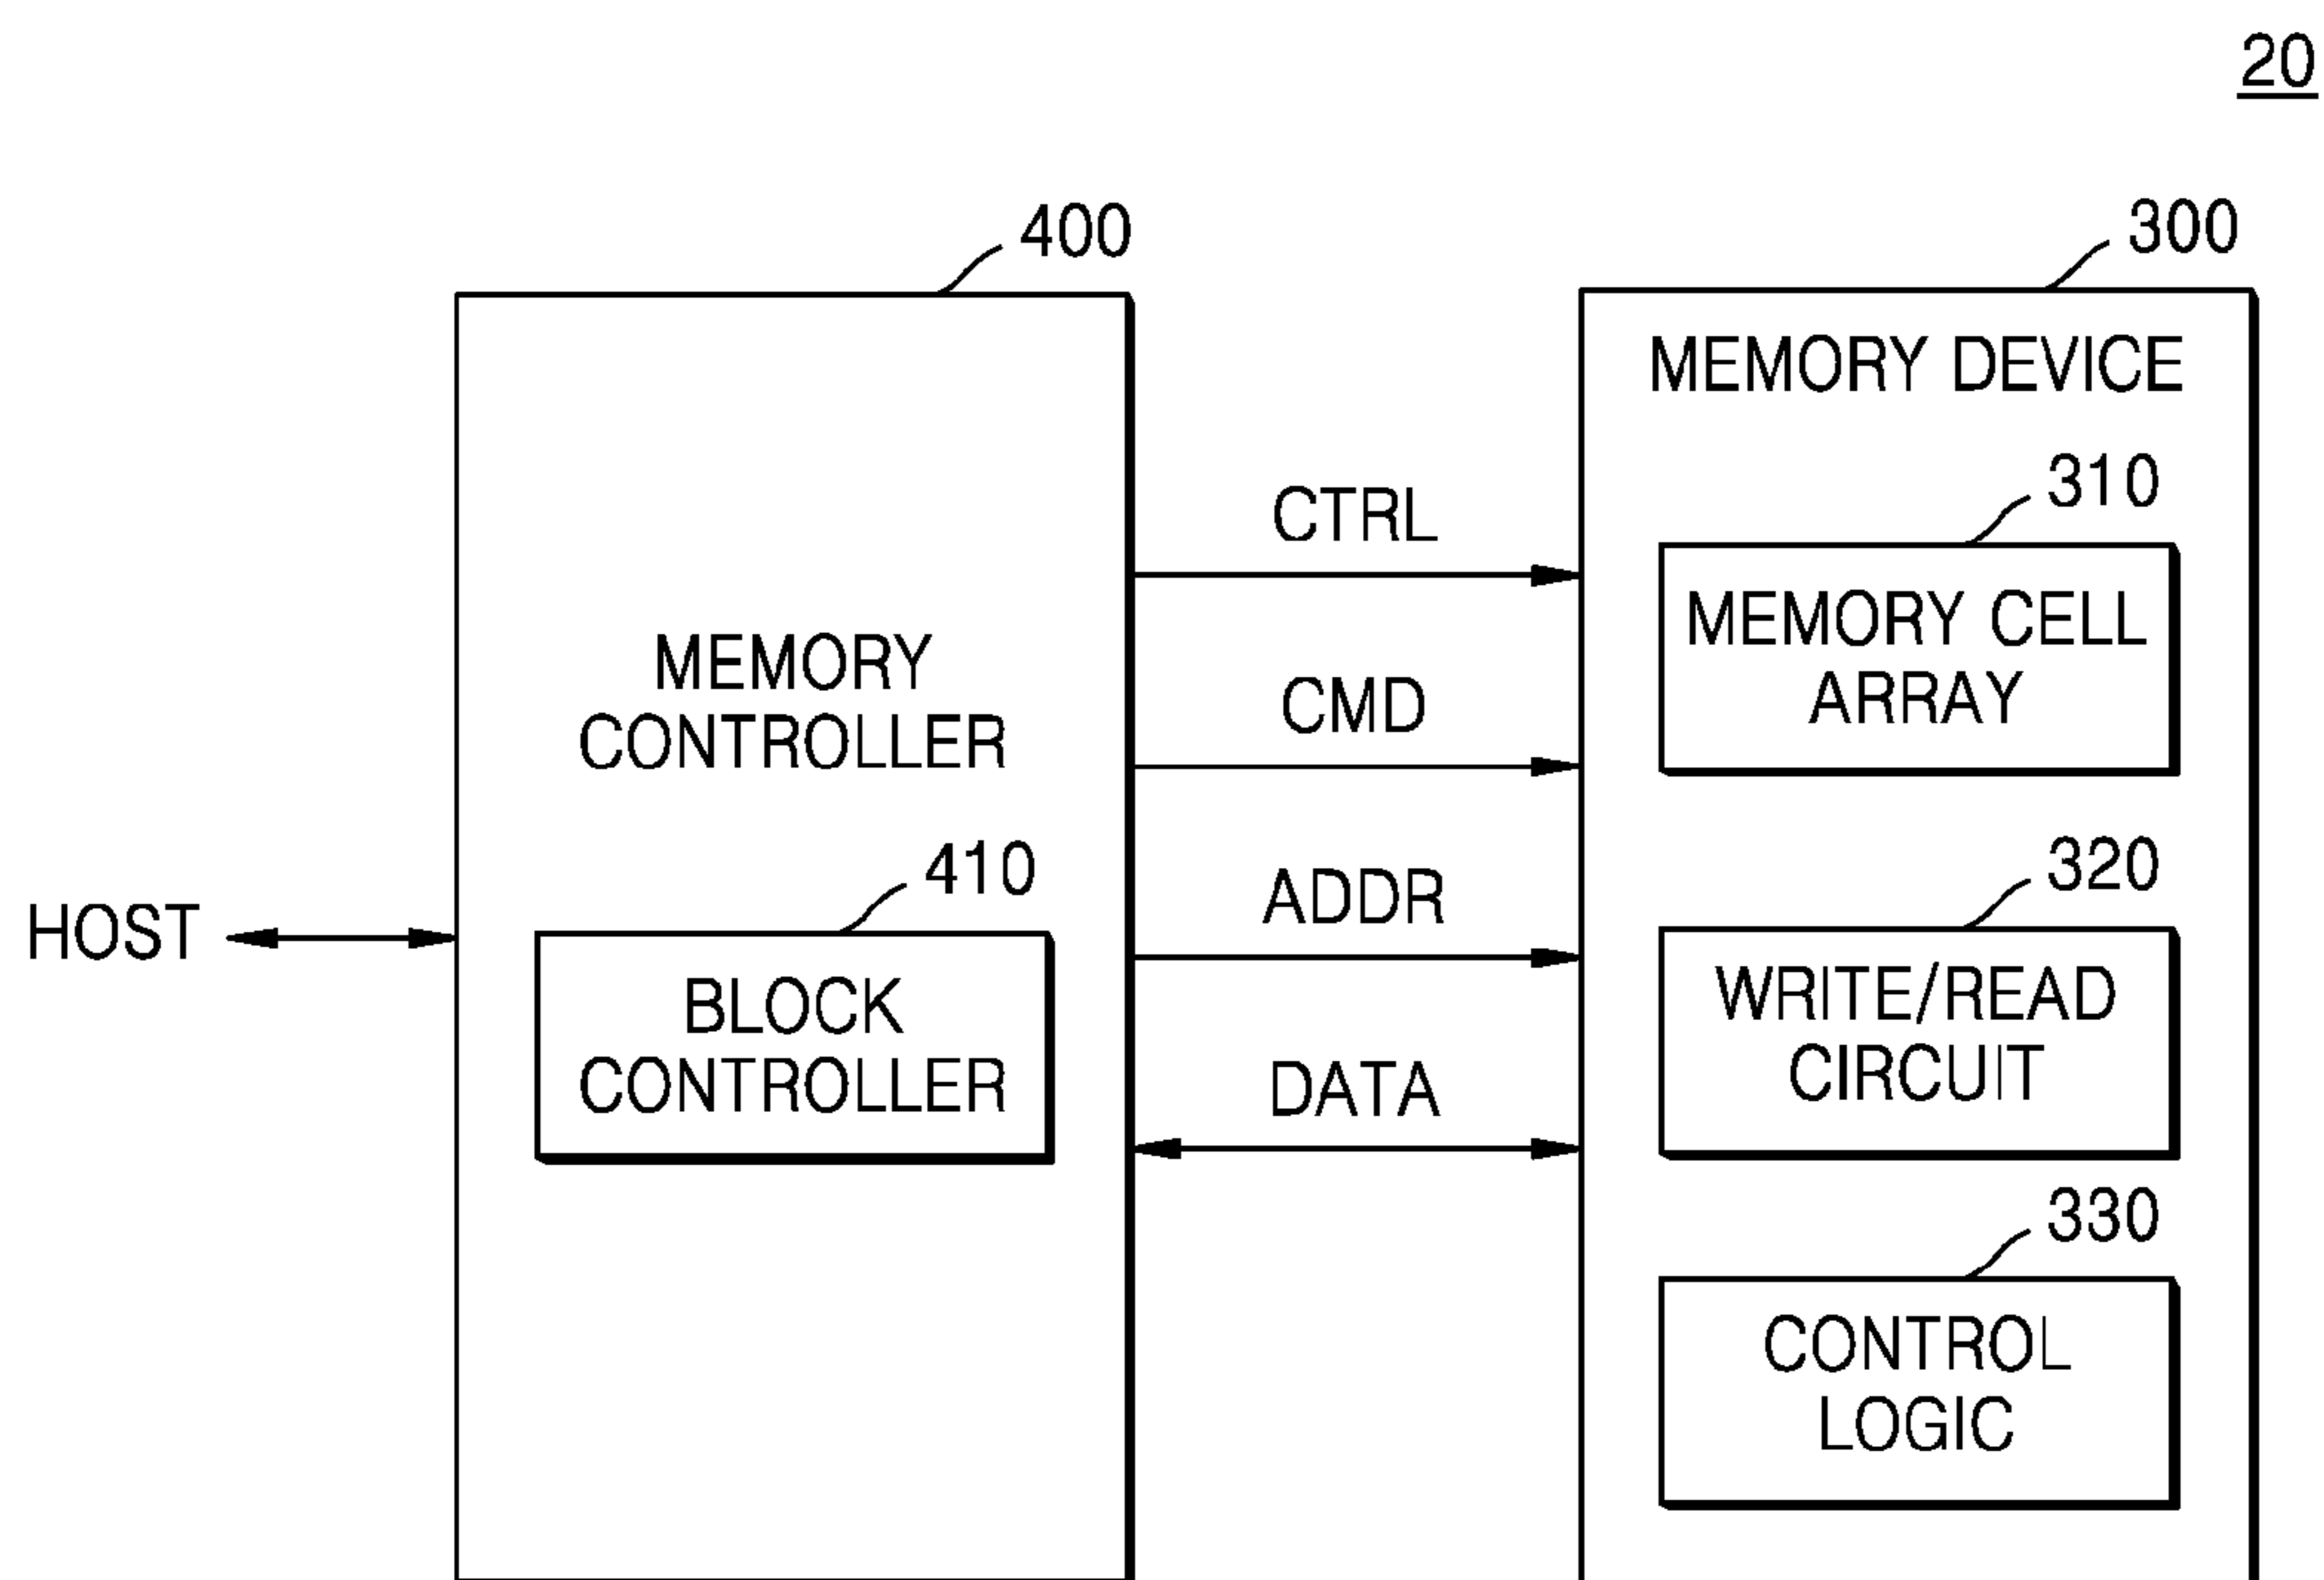 20
400
300
MEMORY DEVICE
310
CTRL
MEMORY CELL
ARRAY
MEMORY
CONTROLLER
CMD
410
ADDR
320
HOST
BLOCK
CONTROLLER
WRITE/READ
CIRCUIT
DATA
330
CONTROL
LOGIC